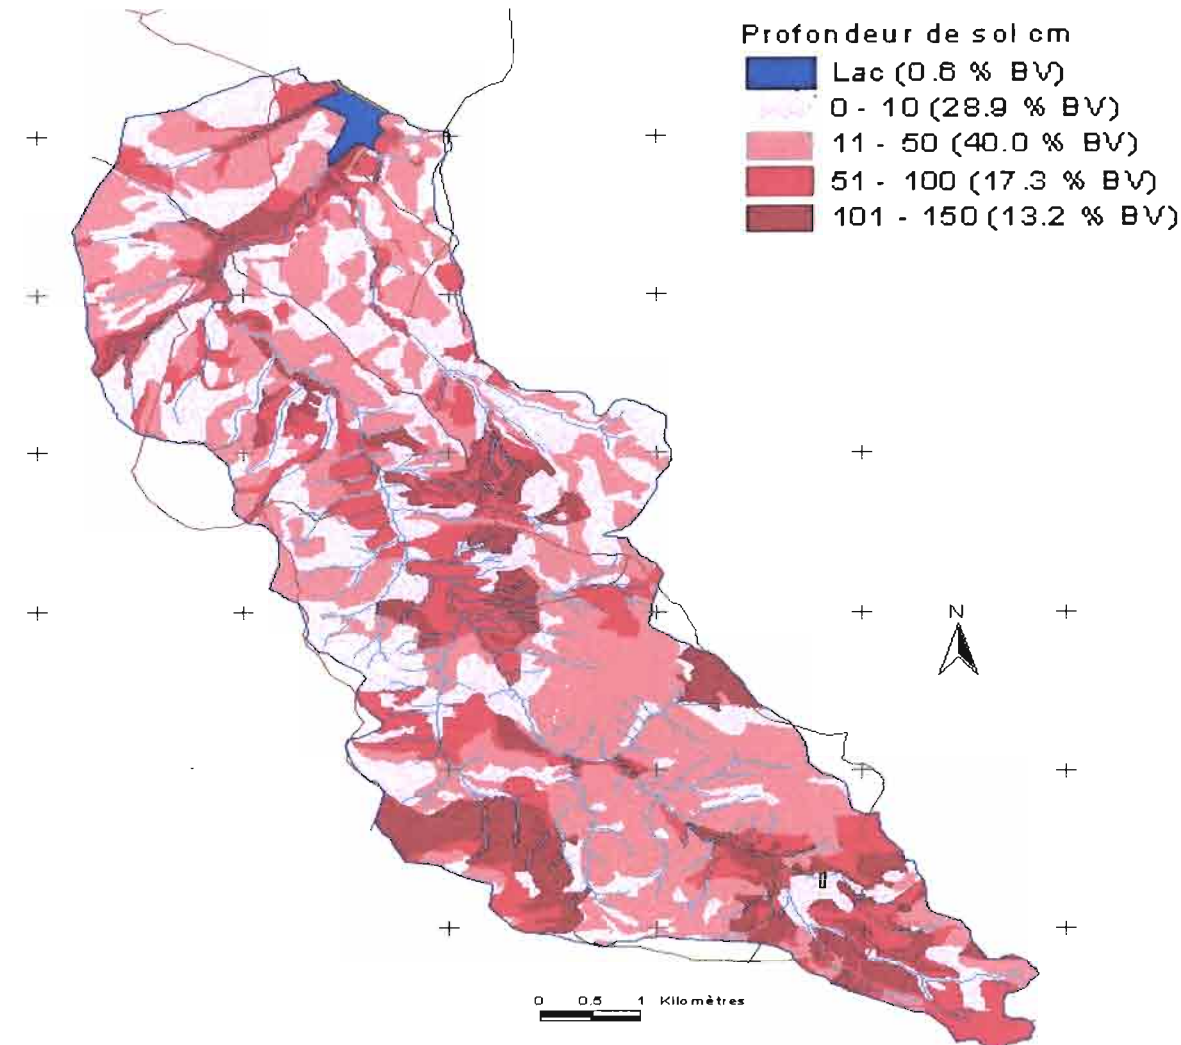 Profondeur de sol cm
Lac (0.6 % BV)
0 - 10 (28.9 % BV)
11 - 50 (40.0 % BV)
51 - 100 (17.3 % BV)
101 - 150 (13.2 % BV)
N
0 0.5 1 Kilomètres